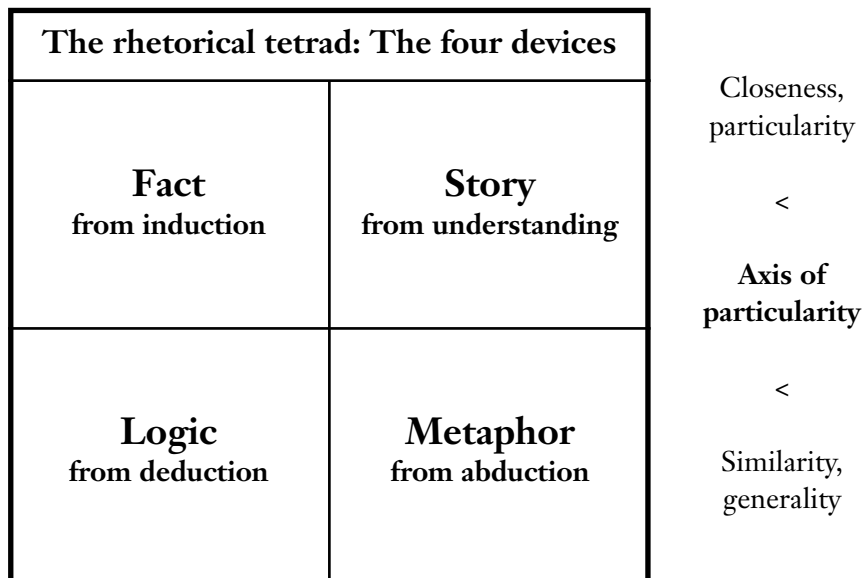 The rhetorical tetrad: The four devices
Fact
from induction
Story
from understanding
Logic
from deduction
Metaphor
from abduction
Closeness,
particularity
<
Axis of
particularity
<
Similarity,
generality